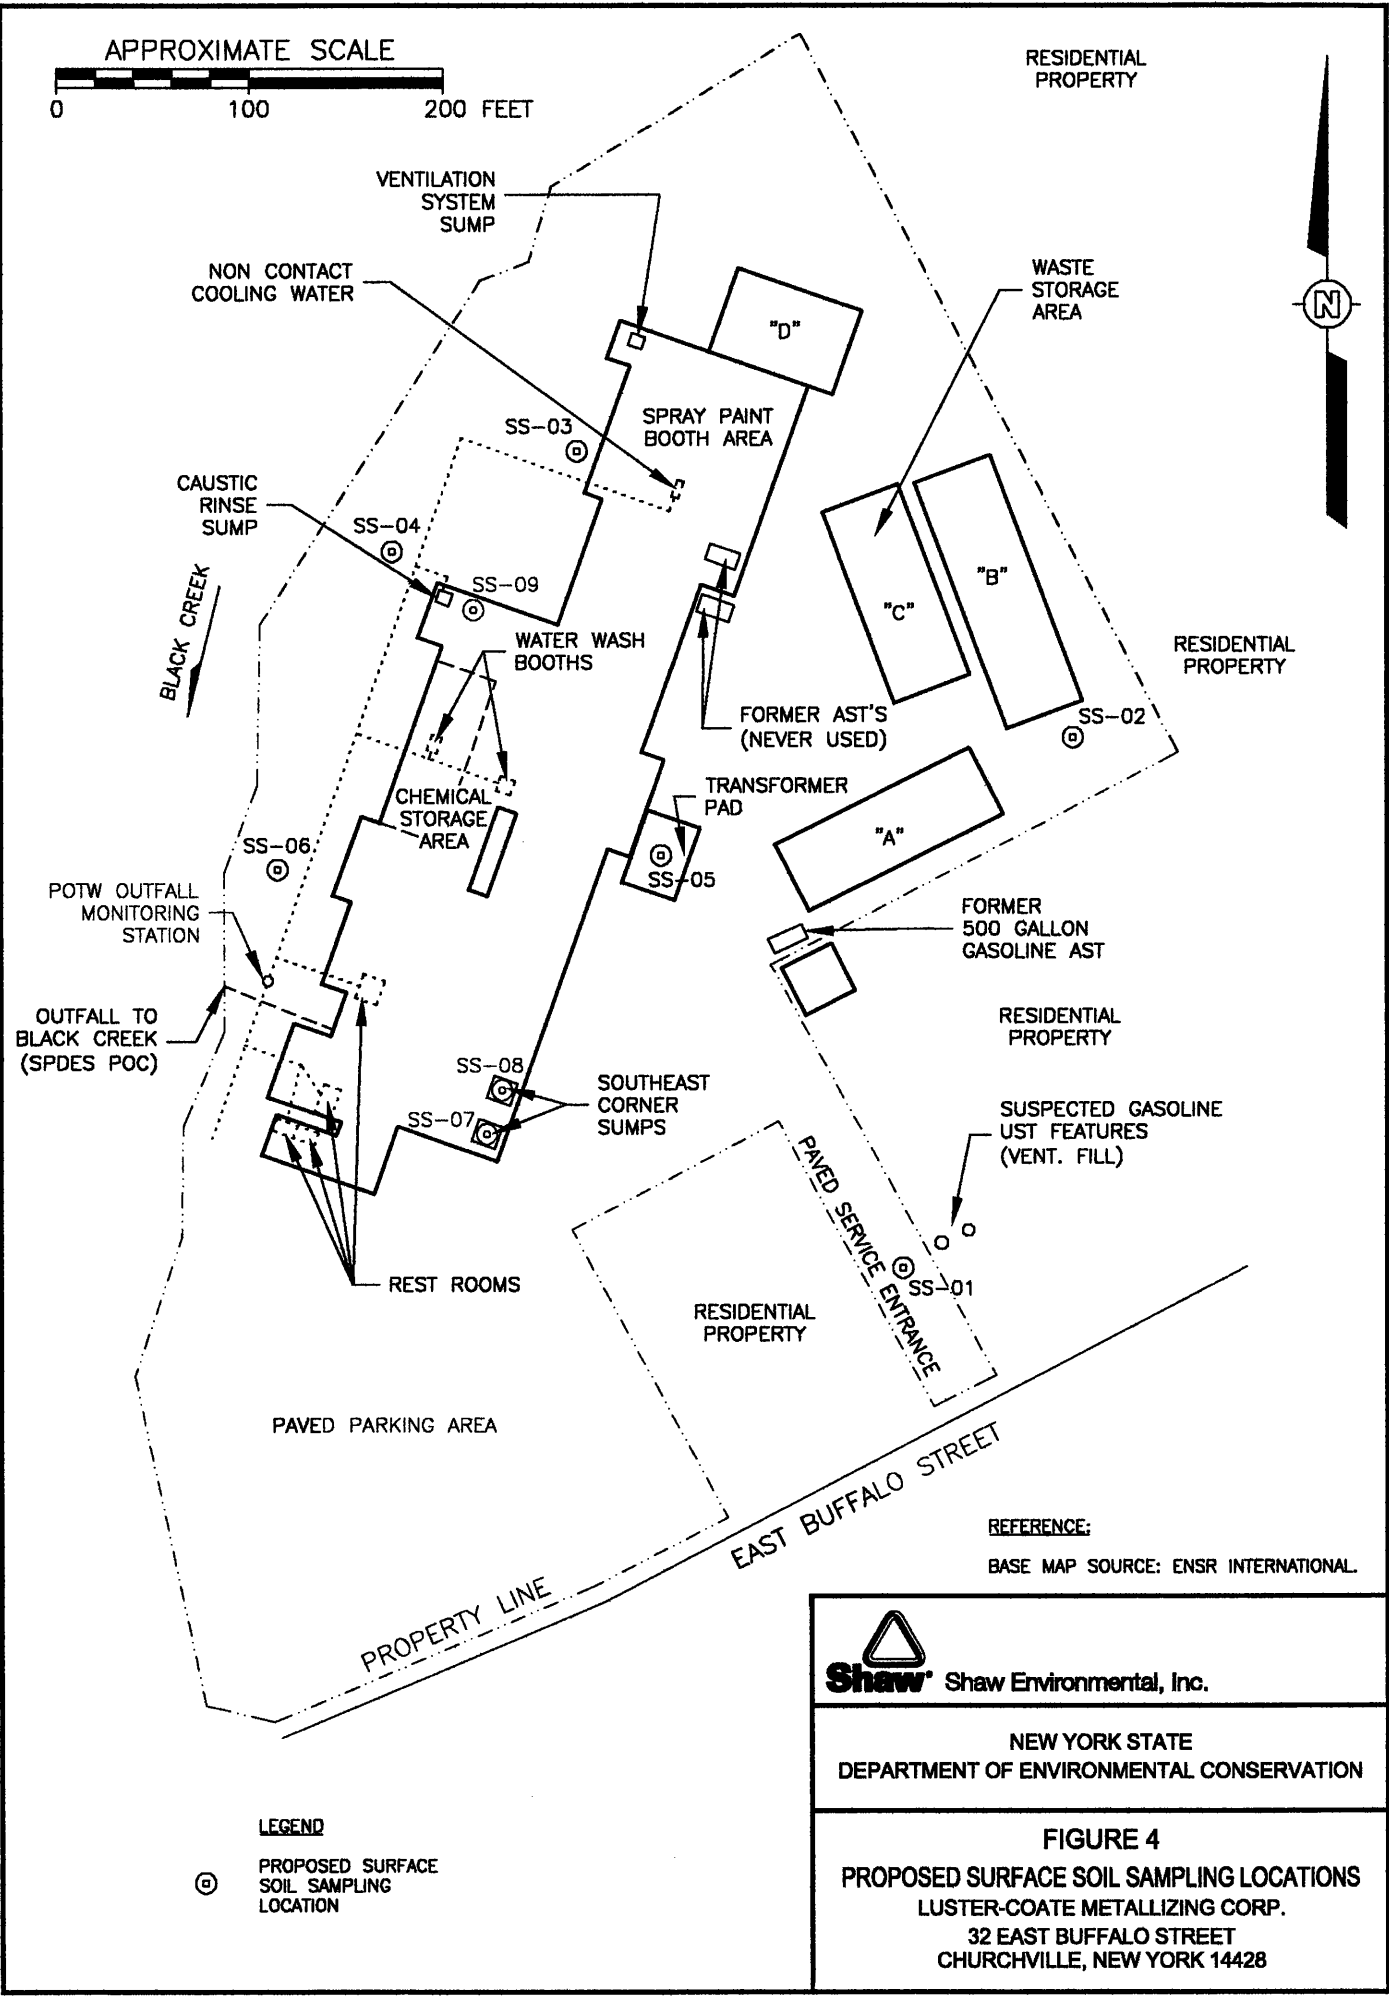 APPROXIMATE SCALE
0 100 200 FEET
RESIDENTIAL
PROPERTY
VENTILATION
SYSTEM
SUMP
NON CONTACT
COOLING WATER
WASTE
STORAGE
AREA
N
"D"
SPRAY PAINT
BOOTH AREA
SS-03
CAUSTIC
RINSE
SUMP
SS-04
SS-09
"B"
"C"
BLACK CREEK
WATER WASH
BOOTHS
RESIDENTIAL
PROPERTY
FORMER AST'S
(NEVER USED)
SS-02
TRANSFORMER
PAD
CHEMICAL
STORAGE
AREA
"A"
SS-06
SS-05
POTW OUTFALL
MONITORING
STATION
FORMER
500 GALLON
GASOLINE AST
OUTFALL TO
BLACK CREEK
(SPDES POC)
RESIDENTIAL
PROPERTY
SS-08
SS-07
SOUTHEAST
CORNER
SUMPS
SUSPECTED GASOLINE
UST FEATURES
(VENT. FILL)
PAVED SERVICE ENTRANCE
REST ROOMS
SS-01
RESIDENTIAL
PROPERTY
PAVED PARKING AREA
EAST BUFFALO STREET
PROPERTY LINE
REFERENCE:
BASE MAP SOURCE: ENSR INTERNATIONAL.
Shaw Shaw Environmental, Inc.
NEW YORK STATE
DEPARTMENT OF ENVIRONMENTAL CONSERVATION
LEGEND
PROPOSED SURFACE
SOIL SAMPLING
LOCATION
FIGURE 4
PROPOSED SURFACE SOIL SAMPLING LOCATIONS
LUSTER-COATE METALLIZING CORP.
32 EAST BUFFALO STREET
CHURCHVILLE, NEW YORK 14428